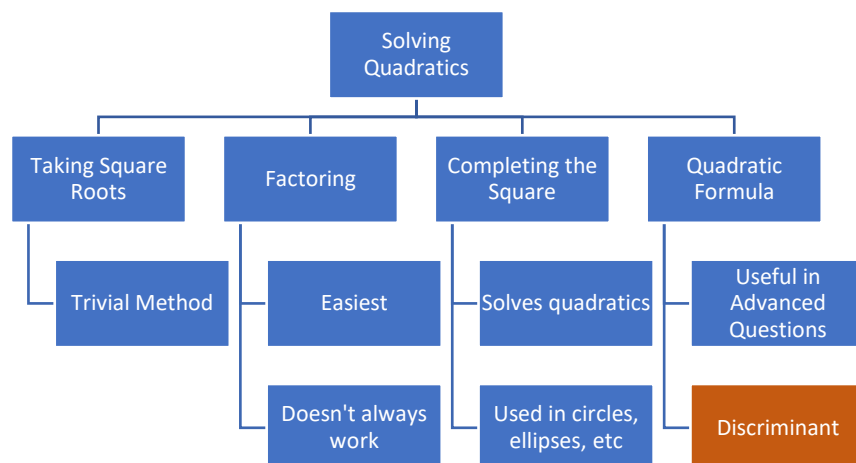 Solving
Quadratics
Taking Square
Roots
Factoring
Completing the
Square
Quadratic
Formula
Trivial Method
Easiest
Solves quadratics
Useful in
Advanced
Questions
Doesn't always
work
Used in circles,
ellipses, etc
Discriminant